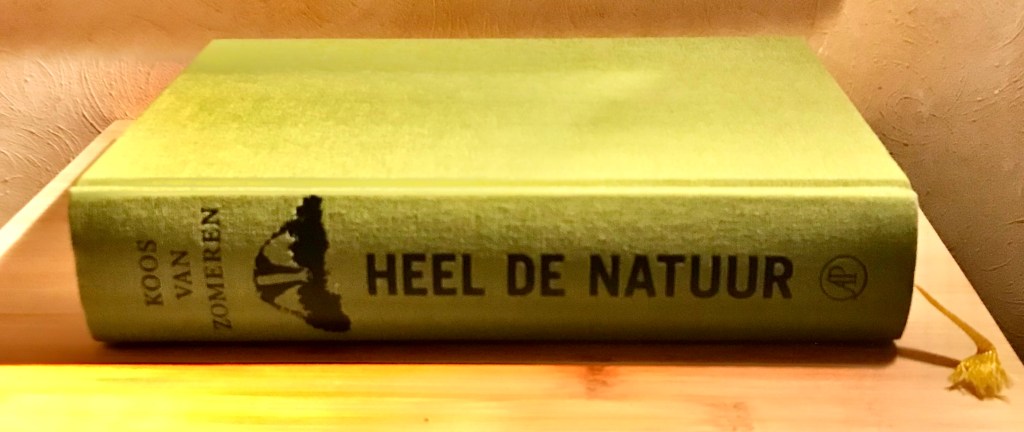 KOOS
VAN
ZOMEREN
HEEL DE NATUUR
AP